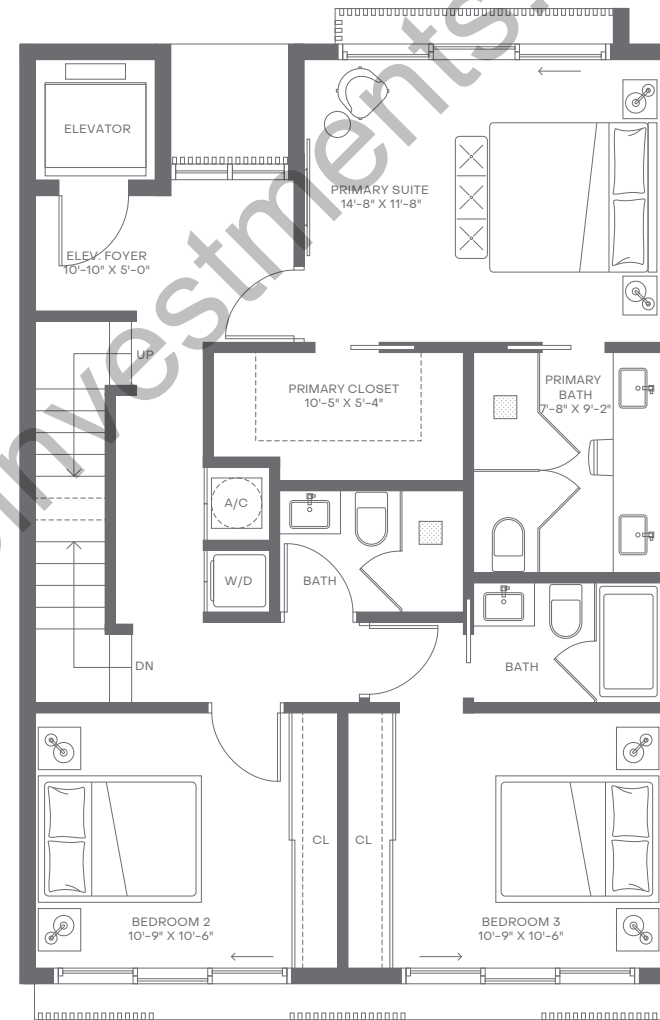 ELEVATOR
PRIMARY SUITE
14'-8" X 11'-8"
ELEV. FOYER
10'-10" X 5'-0"
UP
PRIMARY CLOSET
10'-5" X 5'-4"
PRIMARY
BATH
7'-8" X 9'-2"
A/C
W/D
BATH
DN
BATH
CL
CL
BEDROOM 2
10'-9" X 10'-6"
BEDROOM 3
10'-9" X 10'-6"
investments.